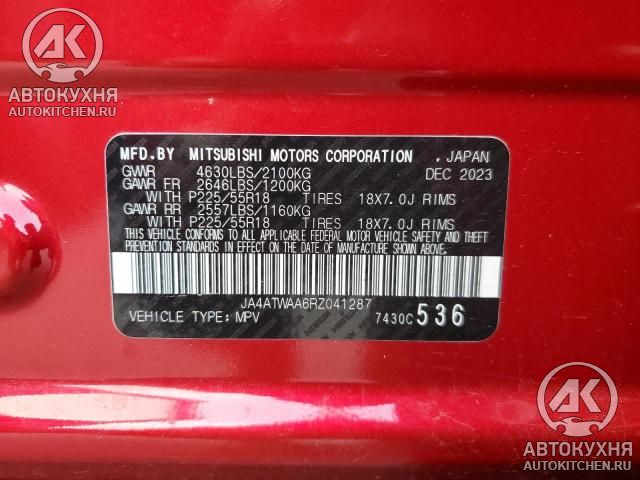 АК
АВТОКУХНЯ
AUTOKITCHEN.RU
MFD.BY MITSUBISHI MOTORS CORPORATION , JAPAN
GVWR 4630LBS/2100KG DEC 2023
GAWR FR 2646LBS/1200KG
WITH P225/55R18 TIRES 18X7.0J RIMS
GAWR RR 2557LBS/1160KG
WITH P225/55R18 TIRES 18X7.0J RIMS
THIS VEHICLE CONFORMS TO ALL APPLICABLE FEDERAL MOTOR VEHICLE SAFETY AND THEFT
PREVENTION STANDARDS IN EFFECT ON THE DATE OF MANUFACTURE SHOWN ABOVE.
JA4ATWAA6RZ041287
VEHICLE TYPE: MPV 7430C 536
АК
АВТОКУХНЯ
AUTOKITCHEN.RU